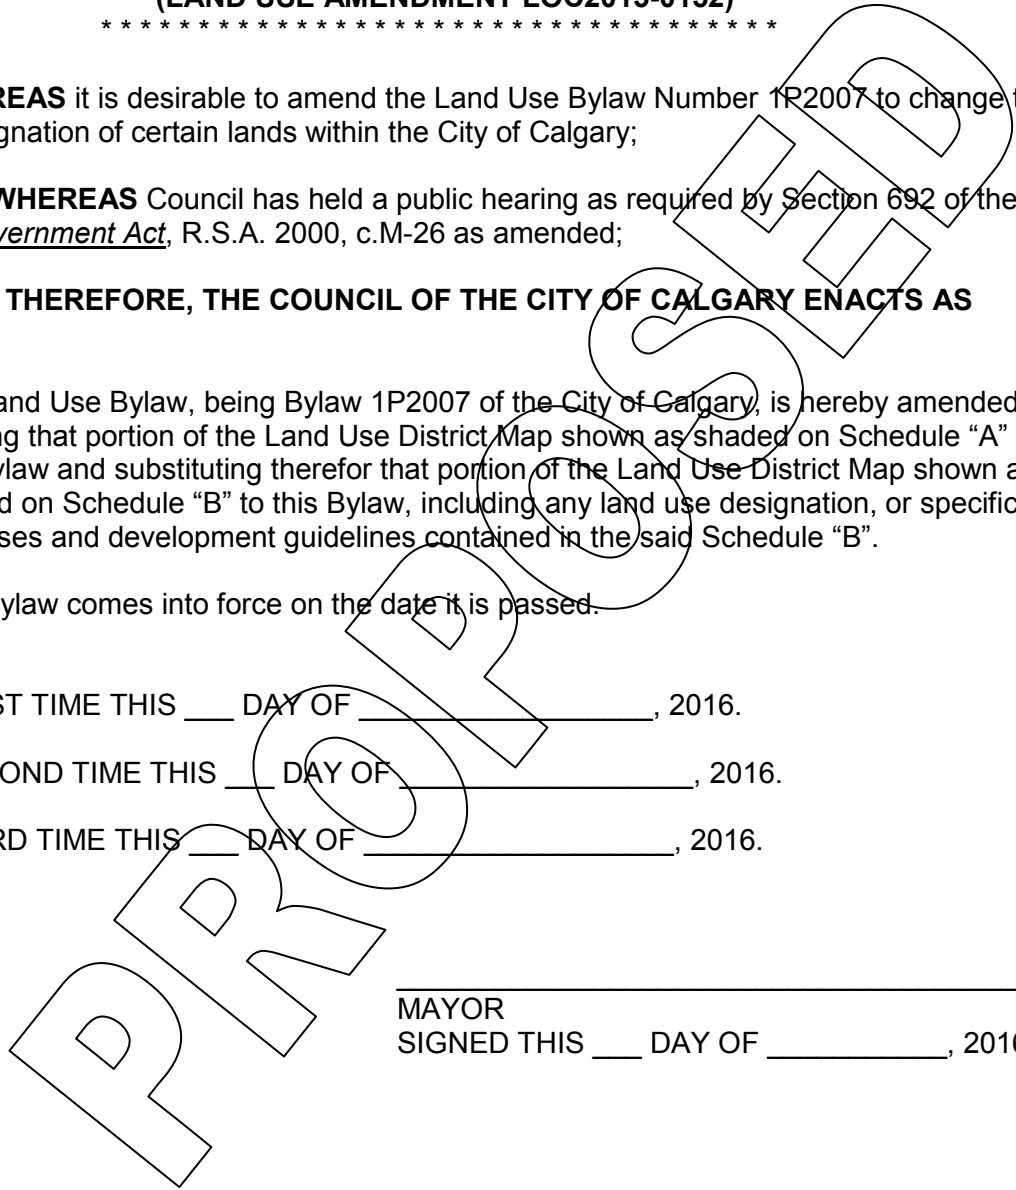 (LAND USE AMENDMENT LOC2015-0152)
* * * * * * * * * * * * * * * * * * * * * * * * * * * * * * * * * * *
REAS it is desirable to amend the Land Use Bylaw Number 1P2007 to change t
gnation of certain lands within the City of Calgary;
WHEREAS Council has held a public hearing as required by Section 692 of the
vernment Act, R.S.A. 2000, c.M-26 as amended;
THEREFORE, THE COUNCIL OF THE CITY OF CALGARY ENACTS AS
and Use Bylaw, being Bylaw 1P2007 of the City of Calgary, is hereby amended
ng that portion of the Land Use District Map shown as shaded on Schedule “A”
ylaw and substituting therefor that portion of the Land Use District Map shown a
d on Schedule “B” to this Bylaw, including any land use designation, or specific
ses and development guidelines contained in the said Schedule “B”.
ylaw comes into force on the date it is passed.
ST TIME THIS ___ DAY OF __________________, 2016.
OND TIME THIS ___ DAY OF __________________, 2016.
RD TIME THIS ___ DAY OF ___________________, 2016.
MAYOR
SIGNED THIS ___ DAY OF ___________, 2016
PROPOSED